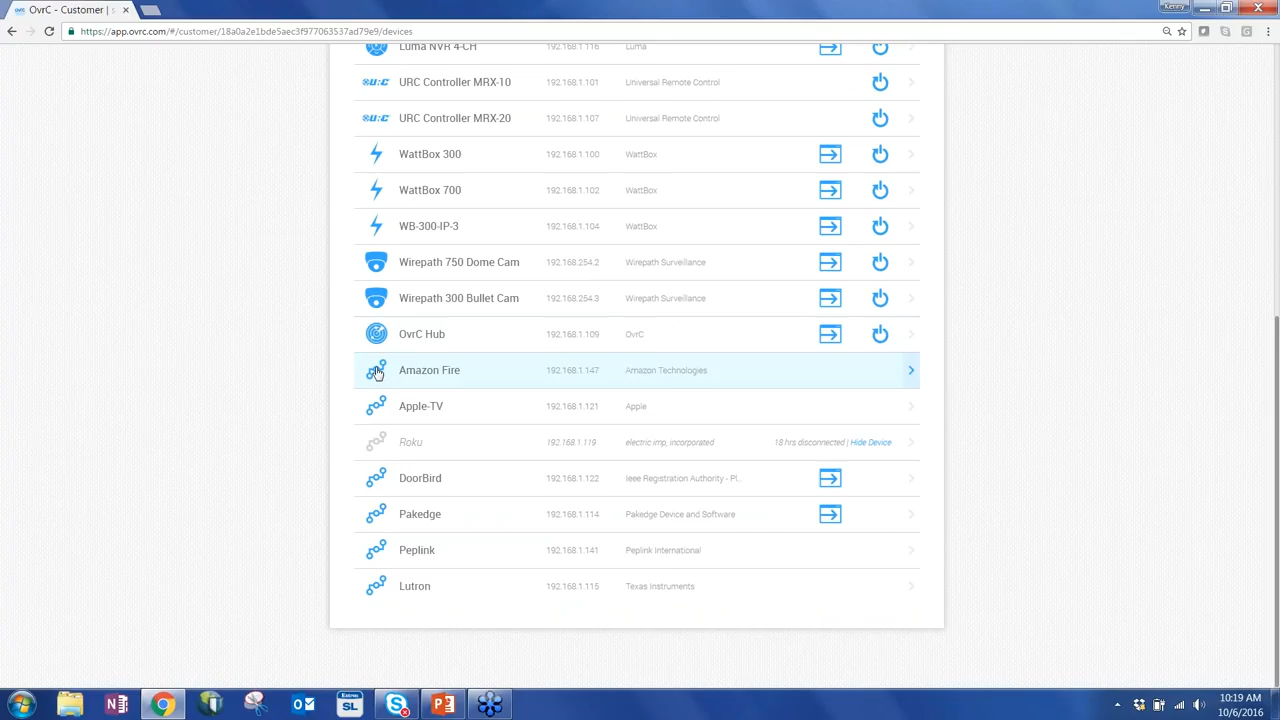 OvrC - Customer | s
Kenny
https://app.ovrc.com/#/customer/18a0a2e1bde5aec3f977063537ad79e9/devices
Luma NVR 4-CH 192.168.1.116 Luma
URC URC Controller MRX-10 192.168.1.101 Universal Remote Control
URC URC Controller MRX-20 192.168.1.107 Universal Remote Control
WattBox 300 192.168.1.100 WattBox
WattBox 700 192.168.1.102 WattBox
WB-300-IP-3 192.168.1.104 WattBox
Wirepath 750 Dome Cam 192.168.254.2 Wirepath Surveillance
Wirepath 300 Bullet Cam 192.168.254.3 Wirepath Surveillance
OvrC Hub 192.168.1.109 OvrC
Amazon Fire 192.168.1.147 Amazon Technologies
Apple-TV 192.168.1.121 Apple
Roku 192.168.1.119 electric imp, incorporated 18 hrs disconnected | Hide Device
DoorBird 192.168.1.122 Ieee Registration Authority - Pl...
Pakedge 192.168.1.114 Pakedge Device and Software
Peplink 192.168.1.141 Peplink International
Lutron 192.168.1.115 Texas Instruments
SL
10:19 AM
10/6/2016